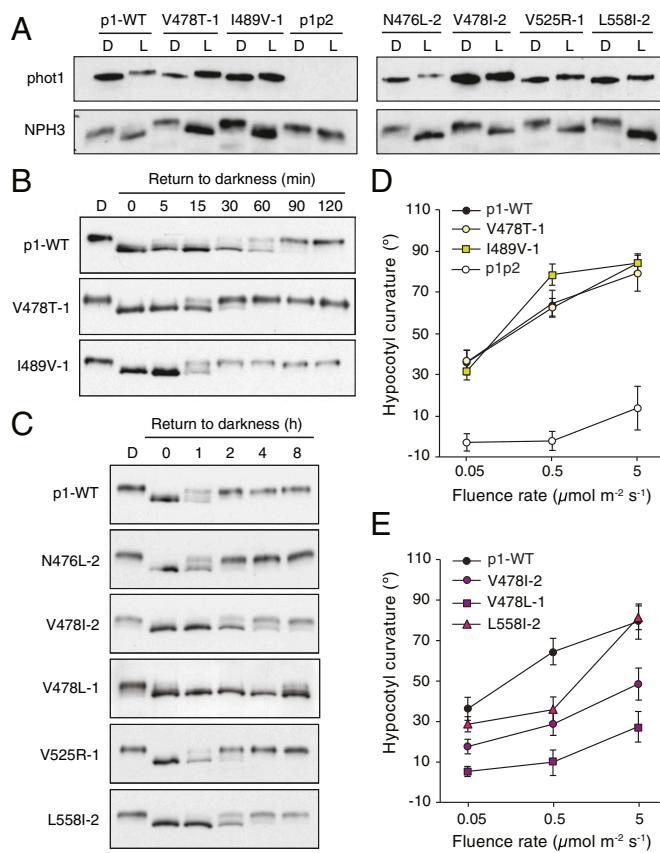 A
p1-WT V478T-1 I489V-1 p1p2
D L D L D L D L
phot1
NPH3
N476L-2 V478I-2 V525R-1 L558I-2
D L D L D L D L
B
Return to darkness (min)
D 0 5 15 30 60 90 120
p1-WT
V478T-1
I489V-1
C
Return to darkness (h)
D 0 1 2 4 8
p1-WT
N476L-2
V478I-2
V478L-1
V525R-1
L558I-2
D
p1-WT
V478T-1
I489V-1
p1p2
Hypocotyl curvature (°)
110
90
70
50
30
10
-10
0.05 0.5 5
Fluence rate (μmol m⁻² s⁻¹)
E
p1-WT
V478I-2
V478L-1
L558I-2
Hypocotyl curvature (°)
110
90
70
50
30
10
-10
0.05 0.5 5
Fluence rate (μmol m⁻² s⁻¹)